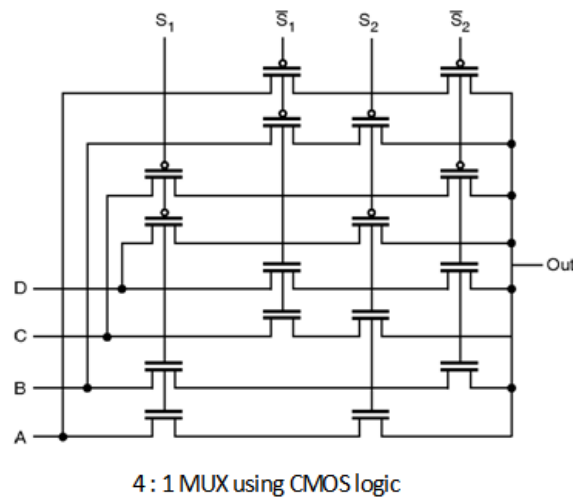 S₁ S̅₁ S₂ S̅₂
Out
D
C
B
A
4 : 1 MUX using CMOS logic